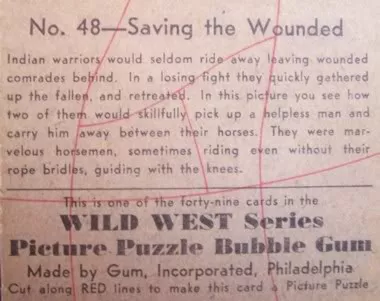 No. 48—Saving the Wounded
Indian warriors would seldom ride away leaving wounded
comrades behind. In a losing fight they quickly gathered
up the fallen, and retreated. In this picture you see how
two of them would skillfully pick up a helpless man and
carry him away between their horses. They were mar-
velous horsemen, sometimes riding even without their
rope bridles, guiding with the knees.
This is one of the forty-nine cards in the
WILD WEST Series
Picture Puzzle Bubble Gum
Made by Gum, Incorporated, Philadelphia
Cut along RED lines to make this card a Picture Puzzle